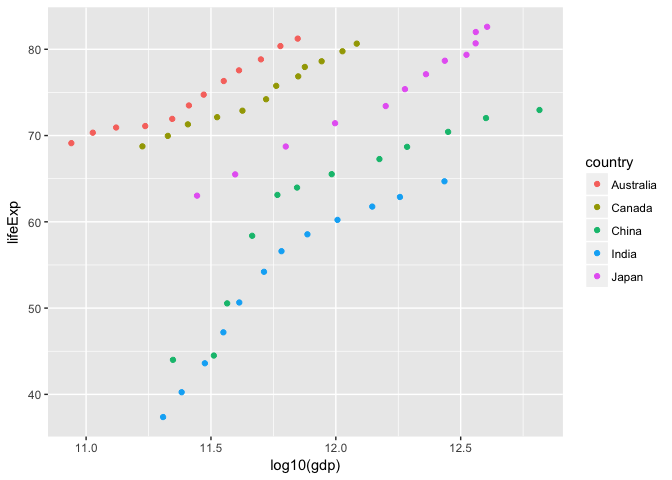 80
70
60
50
40
lifeExp
11.0 11.5 12.0 12.5
log10(gdp)
country
Australia
Canada
China
India
Japan